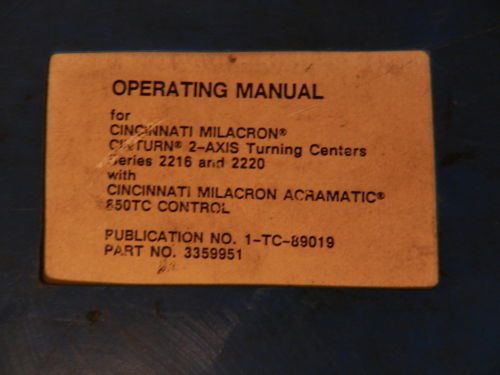 OPERATING MANUAL
for
CINCINNATI MILACRON®
CINTURN® 2-AXIS Turning Centers
Series 2216 and 2220
with
CINCINNATI MILACRON ACRAMATIC®
850TC CONTROL
PUBLICATION NO. 1-TC-89019
PART NO. 3359951